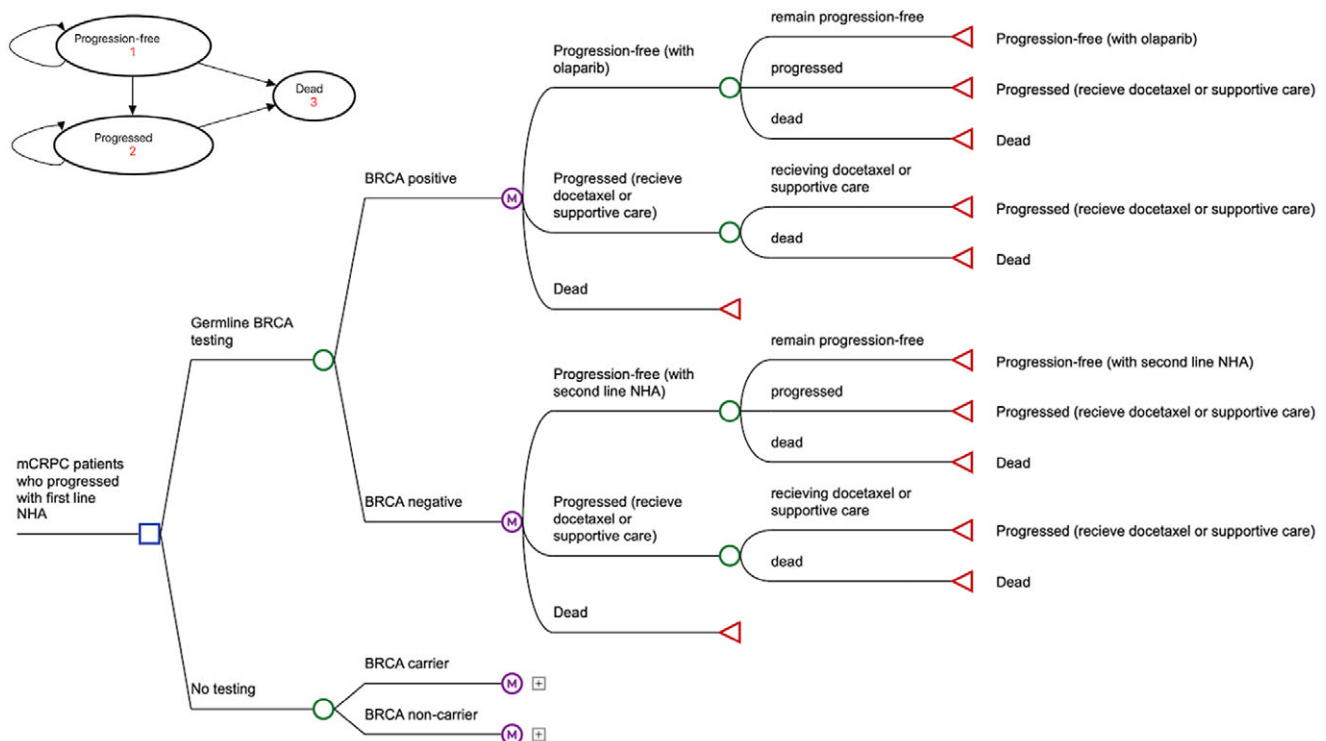 Progression-free
1
Dead
3
Progressed
2
remain progression-free
Progression-free (with
olaparib)
Progression-free (with olaparib)
progressed
Progressed (recieve docetaxel or supportive care)
dead
Dead
BRCA positive
M
Progressed (recieve
docetaxel or
supportive care)
recieving docetaxel or
supportive care
Progressed (recieve docetaxel or supportive care)
dead
Dead
Dead
Germline BRCA
testing
remain progression-free
Progression-free (with
second line NHA)
Progression-free (with second line NHA)
progressed
Progressed (recieve docetaxel or supportive care)
dead
Dead
mCRPC patients
who progressed
with first line
NHA
BRCA negative
M
Progressed (recieve
docetaxel or
supportive care)
recieving docetaxel or
supportive care
Progressed (recieve docetaxel or supportive care)
dead
Dead
Dead
No testing
BRCA carrier
M
BRCA non-carrier
M